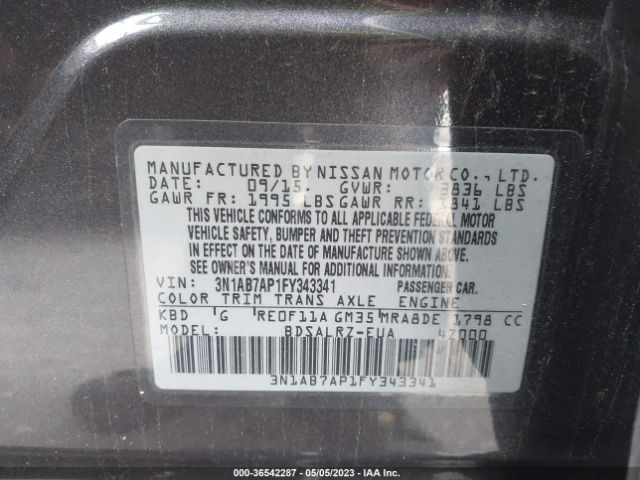 MANUFACTURED BY NISSAN MOTOR CO., LTD.
DATE: 09/15. GVWR: 3836 LBS
GAWR FR: 1995 LBS GAWR RR: 1841 LBS
THIS VEHICLE CONFORMS TO ALL APPLICABLE FEDERAL MOTOR
VEHICLE SAFETY, BUMPER AND THEFT PREVENTION STANDARDS
IN EFFECT ON THE DATE OF MANUFACTURE SHOWN ABOVE.
SEE OWNER'S MANUAL FOR ADDITIONAL INFORMATION.
VIN: 3N1AB7AP1FY343341 PASSENGER CAR.
COLOR TRIM TRANS AXLE ENGINE
KBD G RE0F11A GM35 MRA8DE 1798 CC
MODEL: BDSALRZ-EUA 4Z000
3N1AB7AP1FY343341
000-36542287 - 05/05/2023 - IAA Inc.